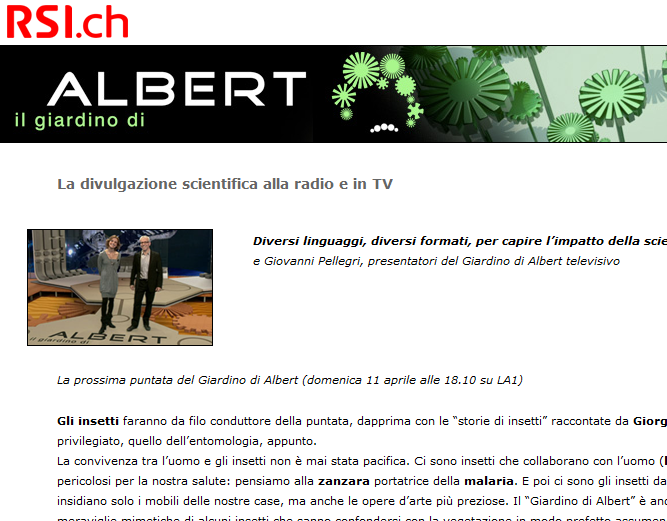 RSI.ch
ALBERT
il giardino di
La divulgazione scientifica alla radio e in TV
Diversi linguaggi, diversi formati, per capire l'impatto della scie
e Giovanni Pellegri, presentatori del Giardino di Albert televisivo
ALBERT
il giardino di
La prossima puntata del Giardino di Albert (domenica 11 aprile alle 18.10 su LA1)
Gli insetti faranno da filo conduttore della puntata, dapprima con le “storie di insetti” raccontate da Giorg
privilegiato, quello dell’entomologia, appunto.
La convivenza tra l’uomo e gli insetti non è mai stata pacifica. Ci sono insetti che collaborano con l’uomo (
pericolosi per la nostra salute: pensiamo alla zanzara portatrice della malaria. E poi ci sono gli insetti da
insidiano solo i mobili delle nostre case, ma anche le opere d’arte più preziose. Il “Giardino di Albert” è an
meraviglie mimetiche di alcuni insetti che sanno confondersi con la vegetazione in modo perfetto assumen